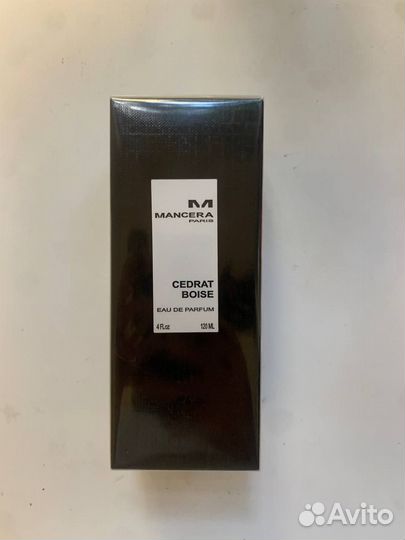 M
MANCERA
PARIS
CEDRAT
BOISE
EAU DE PARFUM
4 Fl.oz 120 ML
Avito